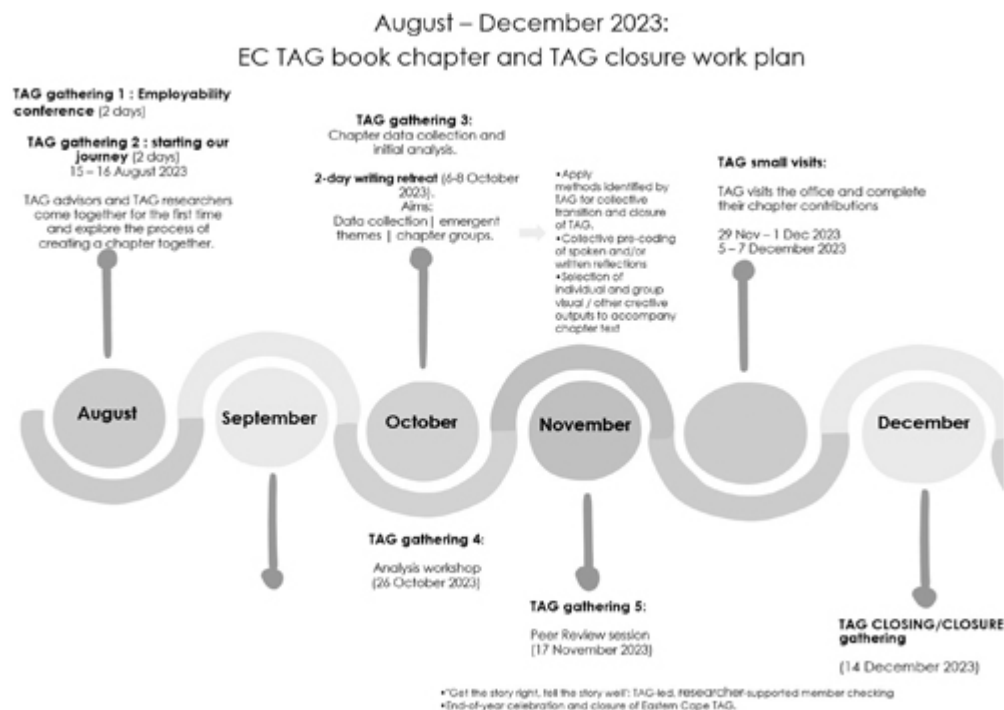 August – December 2023:
EC TAG book chapter and TAG closure work plan
TAG gathering 1 : Employability
conference (2 days)
TAG gathering 2 : starting our
journey (2 days)
15 – 16 August 2023
TAG advisors and TAG researchers
come together for the first time
and explore the process of
creating a chapter together.
TAG gathering 3:
Chapter data collection and
initial analysis.
2-day writing retreat (6-8 October
2023).
Aims:
Data collection| emergent
themes | chapter groups.
•Apply
methods identified by
TAG for collective
transition and closure
of TAG.
•Collective pre-coding
of spoken and/or
written reflections
•Selection of
individual and group
visual / other creative
outputs to accompany
chapter text
TAG small visits:
TAG visits the office and complete
their chapter contributions
29 Nov – 1 Dec 2023
5 – 7 December 2023
August
September
October
November
December
TAG gathering 4:
Analysis workshop
(26 October 2023)
TAG gathering 5:
Peer Review session
(17 November 2023)
TAG CLOSING/CLOSURE
gathering
(14 December 2023)
•"Get the story right, tell the story well": TAG-led, researcher-supported member checking
•End-of-year celebration and closure of Eastern Cape TAG.